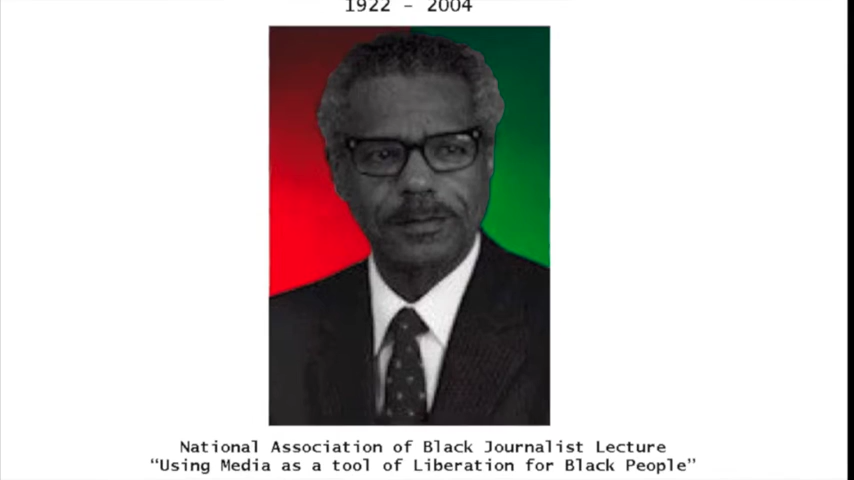 1922 - 2004
National Association of Black Journalist Lecture
“Using Media as a tool of Liberation for Black People”